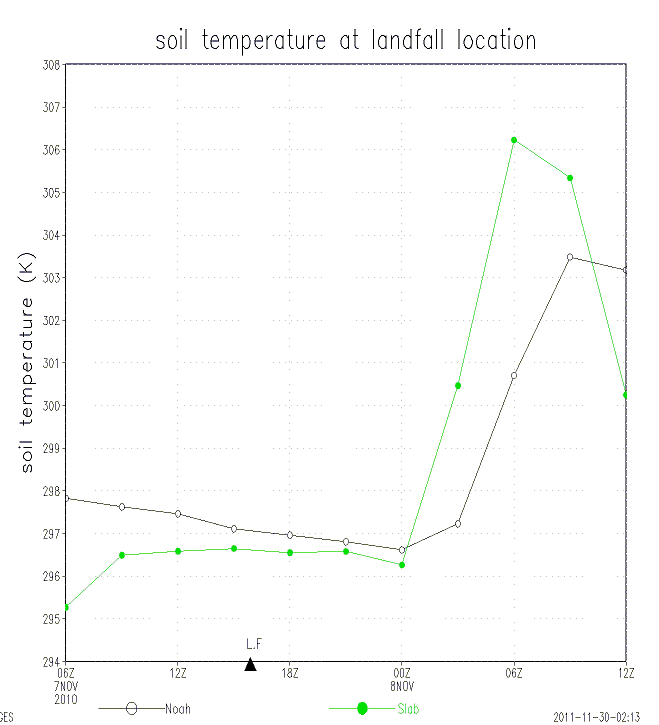 soil temperature at landfall location
soil temperature (K)
308
307
306
305
304
303
302
301
300
299
298
297
296
295
294
L.F
06Z 12Z 18Z 00Z 06Z 12Z
7NOV 8NOV
2010
Noah Slab
GES 2011-11-30-02:13